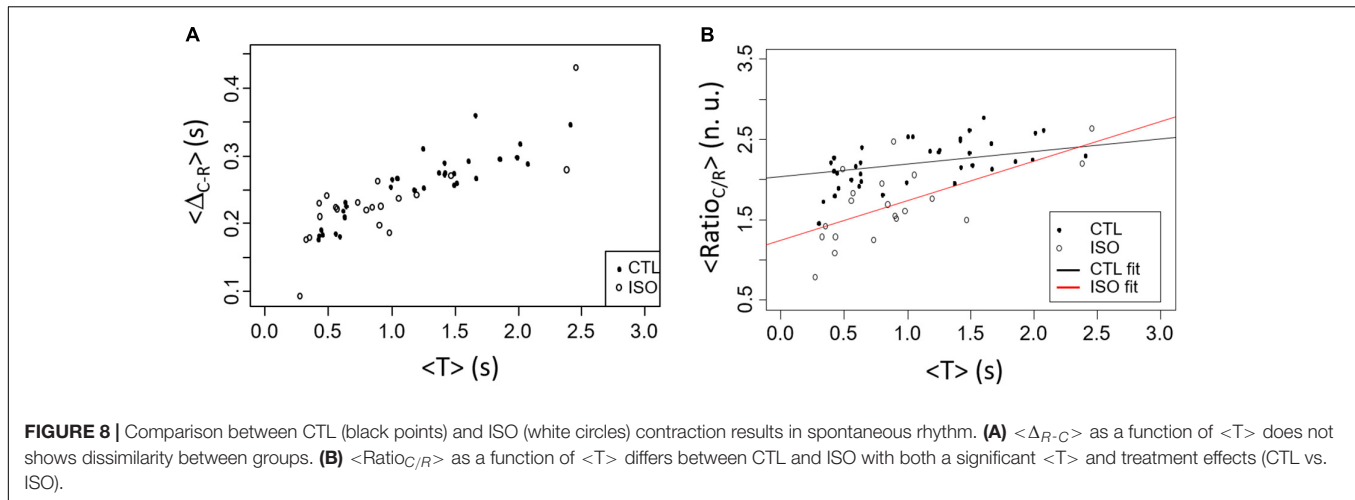 A
<ΔC-R> (s)
0.4
0.3
0.2
0.1
CTL
ISO
0.0 0.5 1.0 1.5 2.0 2.5 3.0
<T> (s)
B
<RatioC/R> (n. u.)
3.5
2.5
1.5
0.5
CTL
ISO
CTL fit
ISO fit
0.0 0.5 1.0 1.5 2.0 2.5 3.0
<T> (s)
FIGURE 8 | Comparison between CTL (black points) and ISO (white circles) contraction results in spontaneous rhythm. (A) <ΔR-C> as a function of <T> does not
shows dissimilarity between groups. (B) <RatioC/R> as a function of <T> differs between CTL and ISO with both a significant <T> and treatment effects (CTL vs.
ISO).